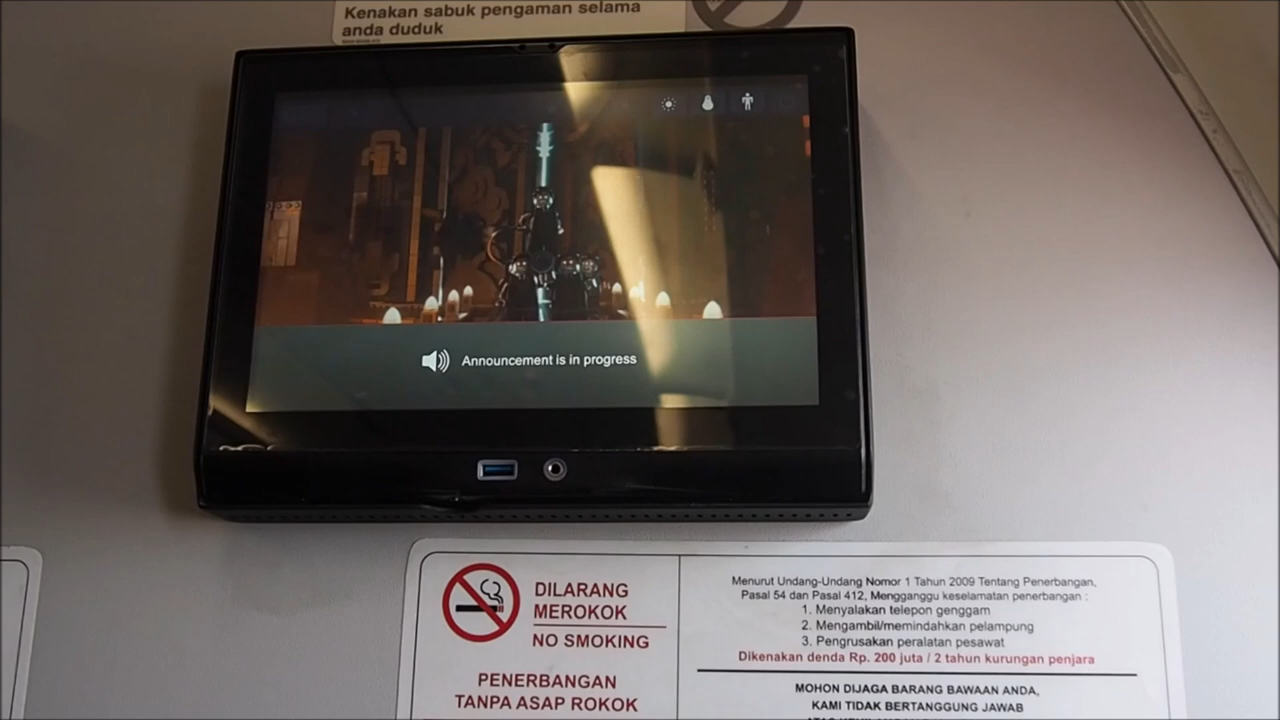 Kenakan sabuk pengaman selama
anda duduk
Announcement is in progress
DILARANG
MEROKOK
NO SMOKING
PENERBANGAN
TANPA ASAP ROKOK
Menurut Undang-Undang Nomor 1 Tahun 2009 Tentang Penerbangan,
Pasal 54 dan Pasal 412, Mengganggu keselamatan penerbangan :
1. Menyalakan telepon genggam
2. Mengambil/memindahkan pelampung
3. Pengrusakan peralatan pesawat
Dikenakan denda Rp. 200 juta / 2 tahun kurungan penjara
MOHON DIJAGA BARANG BAWAAN ANDA,
KAMI TIDAK BERTANGGUNG JAWAB